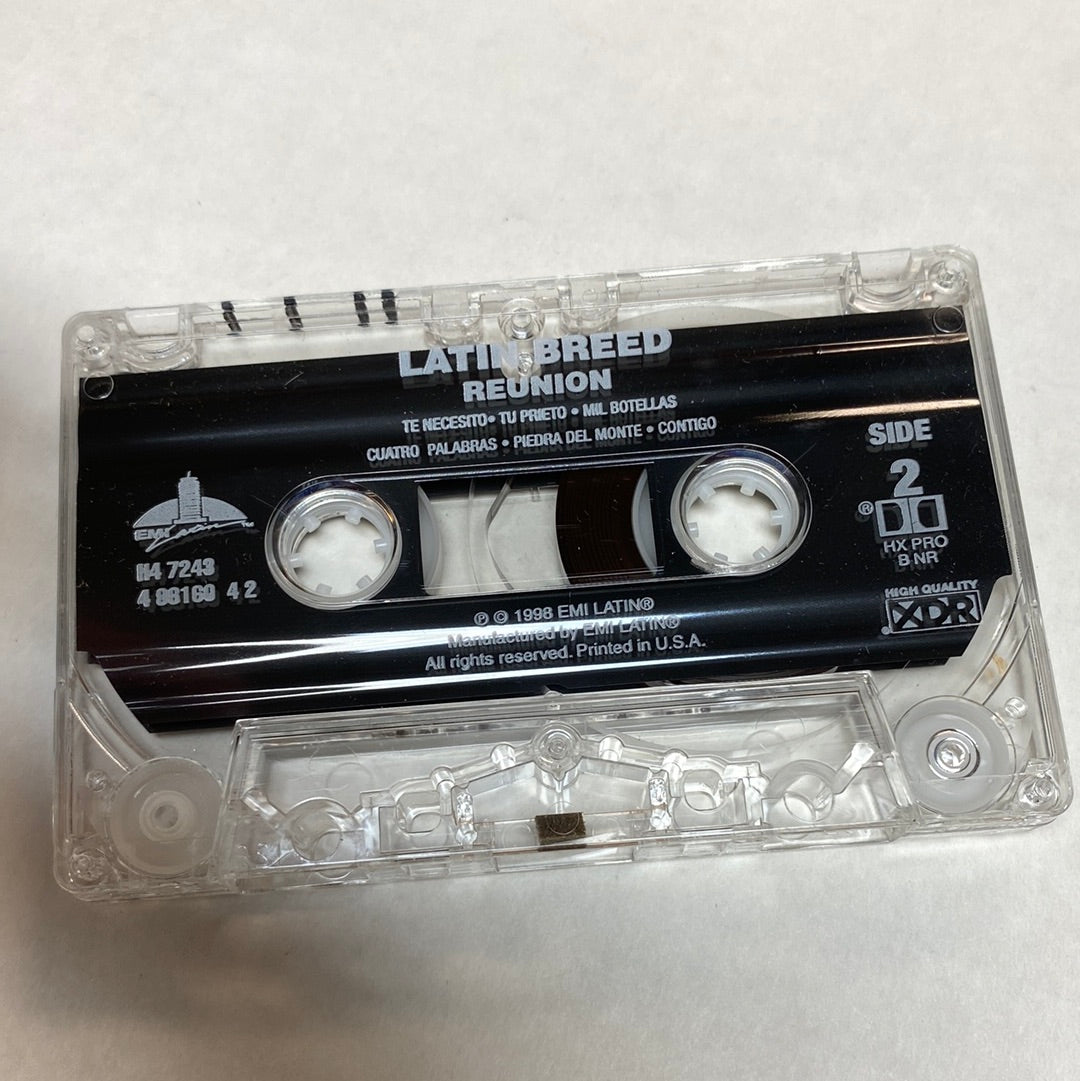 LATIN BREED
REUNION
TE NECESITO • TU PRIETO • MIL BOTELLAS
CUATRO PALABRAS • PIEDRA DEL MONTE • CONTIGO
SIDE
2
EMI Latin ™
H4 7243
4 98160 4 2
®
HX PRO
B NR
HIGH QUALITY
XDR®
℗ © 1998 EMI LATIN®
Manufactured by EMI LATIN®
All rights reserved. Printed in U.S.A.